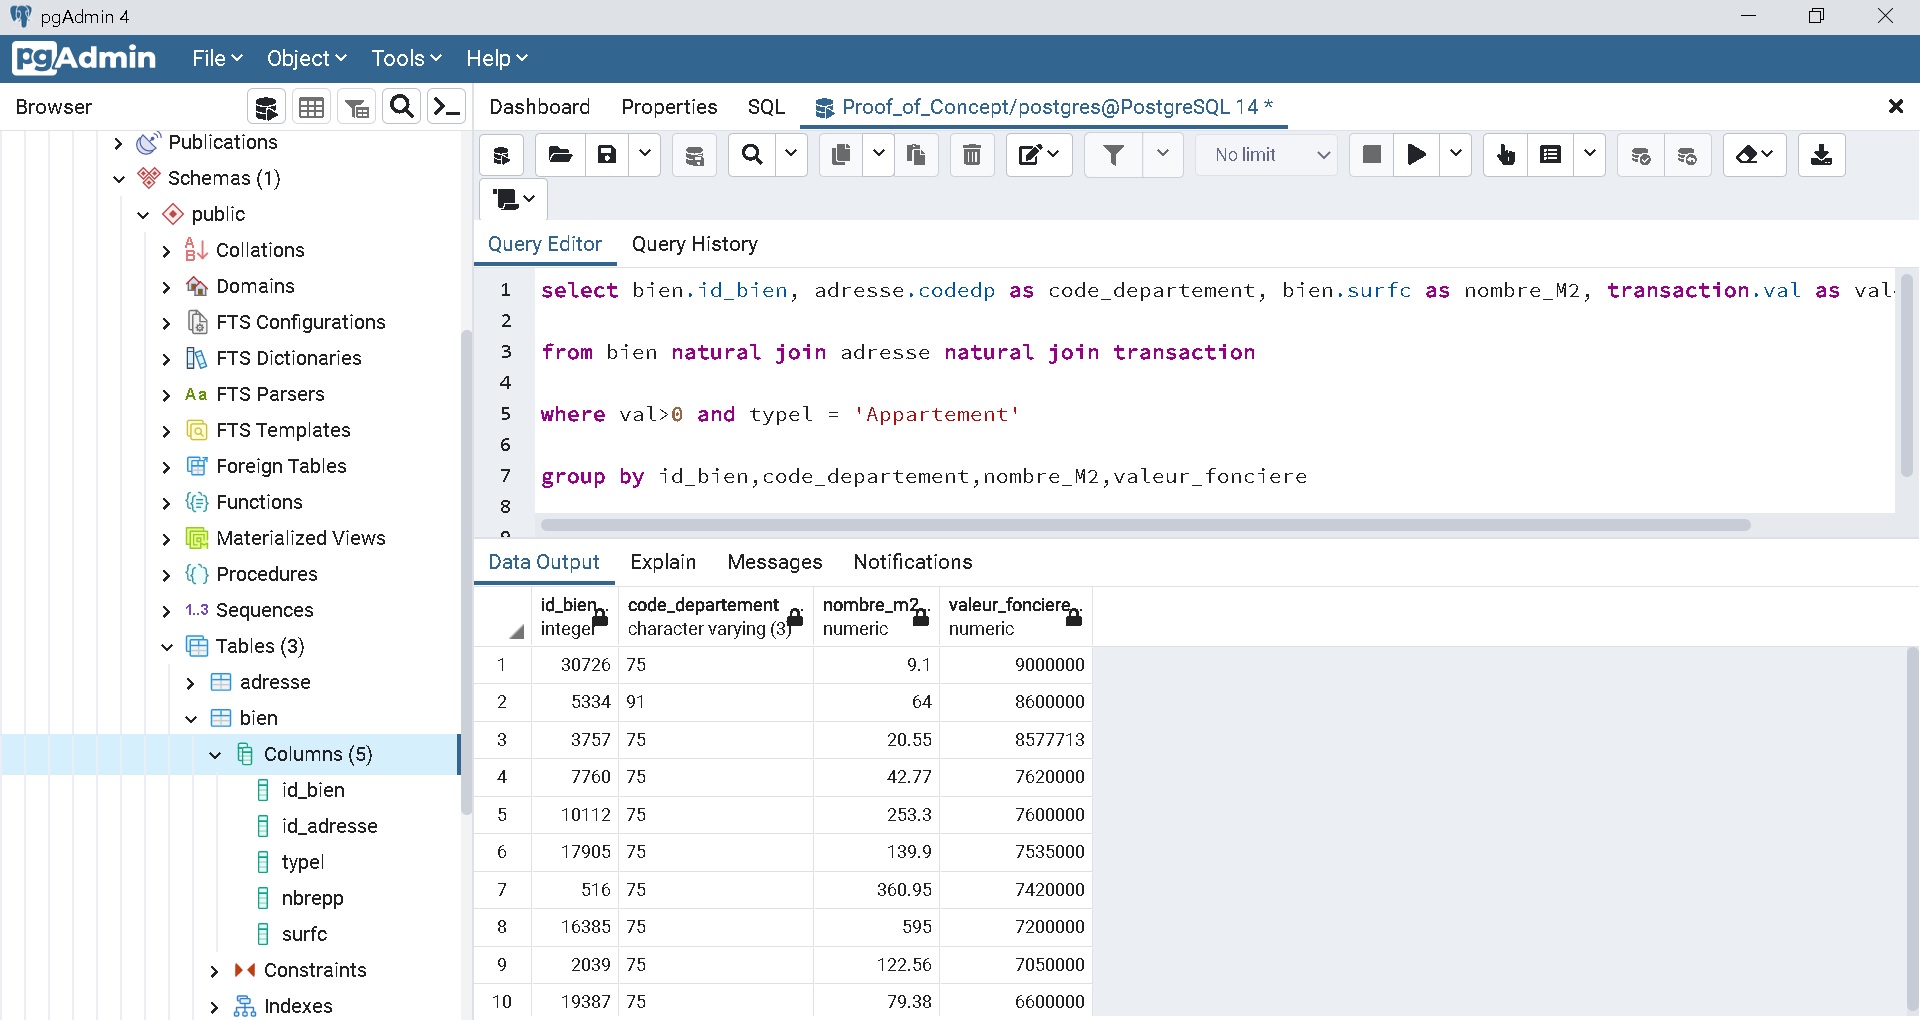 pgAdmin 4
pgAdmin File Object Tools Help
Browser
Dashboard Properties SQL Proof_of_Concept/postgres@PostgreSQL 14 *
No limit
Publications
Schemas (1)
public
Collations
Domains
FTS Configurations
FTS Dictionaries
Aa FTS Parsers
FTS Templates
Foreign Tables
Functions
Materialized Views
Procedures
1..3 Sequences
Tables (3)
adresse
bien
Columns (5)
id_bien
id_adresse
typel
nbrepp
surfc
Constraints
Indexes
Query Editor Query History
1 select bien.id_bien, adresse.codedp as code_departement, bien.surfc as nombre_M2, transaction.val as val
2
3 from bien natural join adresse natural join transaction
4
5 where val>0 and typel = 'Appartement'
6
7 group by id_bien,code_departement,nombre_M2,valeur_fonciere
8
Data Output Explain Messages Notifications
id_bien code_departement nombre_m2 valeur_fonciere
integer character varying (3) numeric numeric
1 30726 75 9.1 9000000
2 5334 91 64 8600000
3 3757 75 20.55 8577713
4 7760 75 42.77 7620000
5 10112 75 253.3 7600000
6 17905 75 139.9 7535000
7 516 75 360.95 7420000
8 16385 75 595 7200000
9 2039 75 122.56 7050000
10 19387 75 79.38 6600000